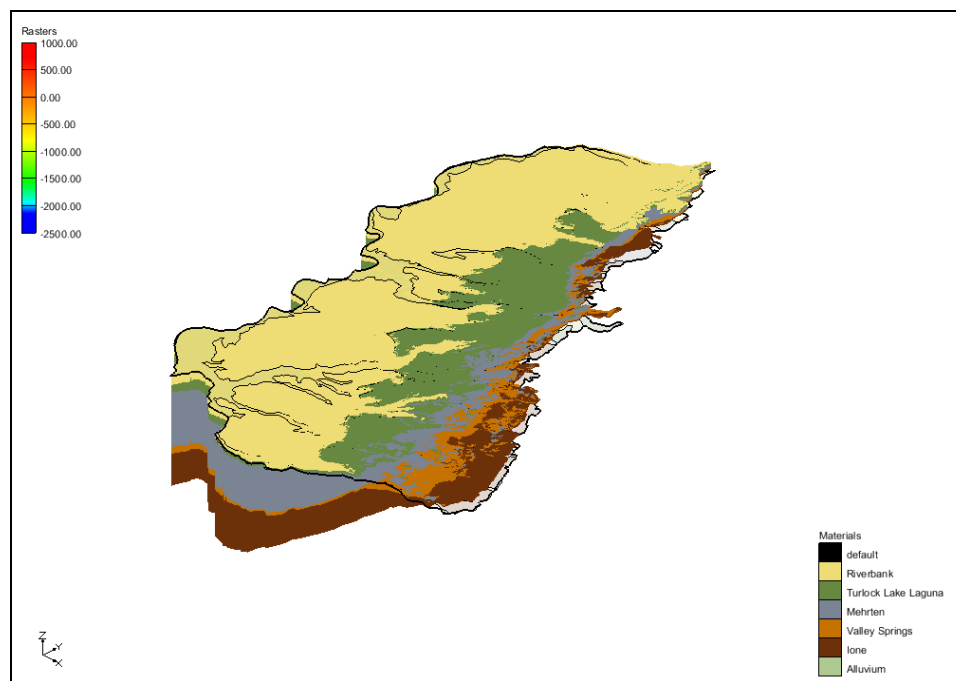 Rasters
1000.00
500.00
0.00
-500.00
-1000.00
-1500.00
-2000.00
-2500.00
Materials
default
Riverbank
Turlock Lake Laguna
Mehrten
Valley Springs
Ione
Alluvium
Z
Y
X